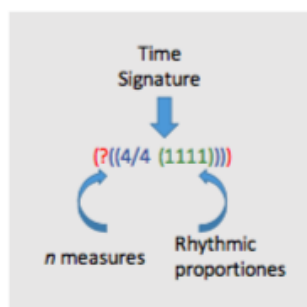 Time
Signature
(?((4/4 (1111))))
n measures
Rhythmic
proportiones